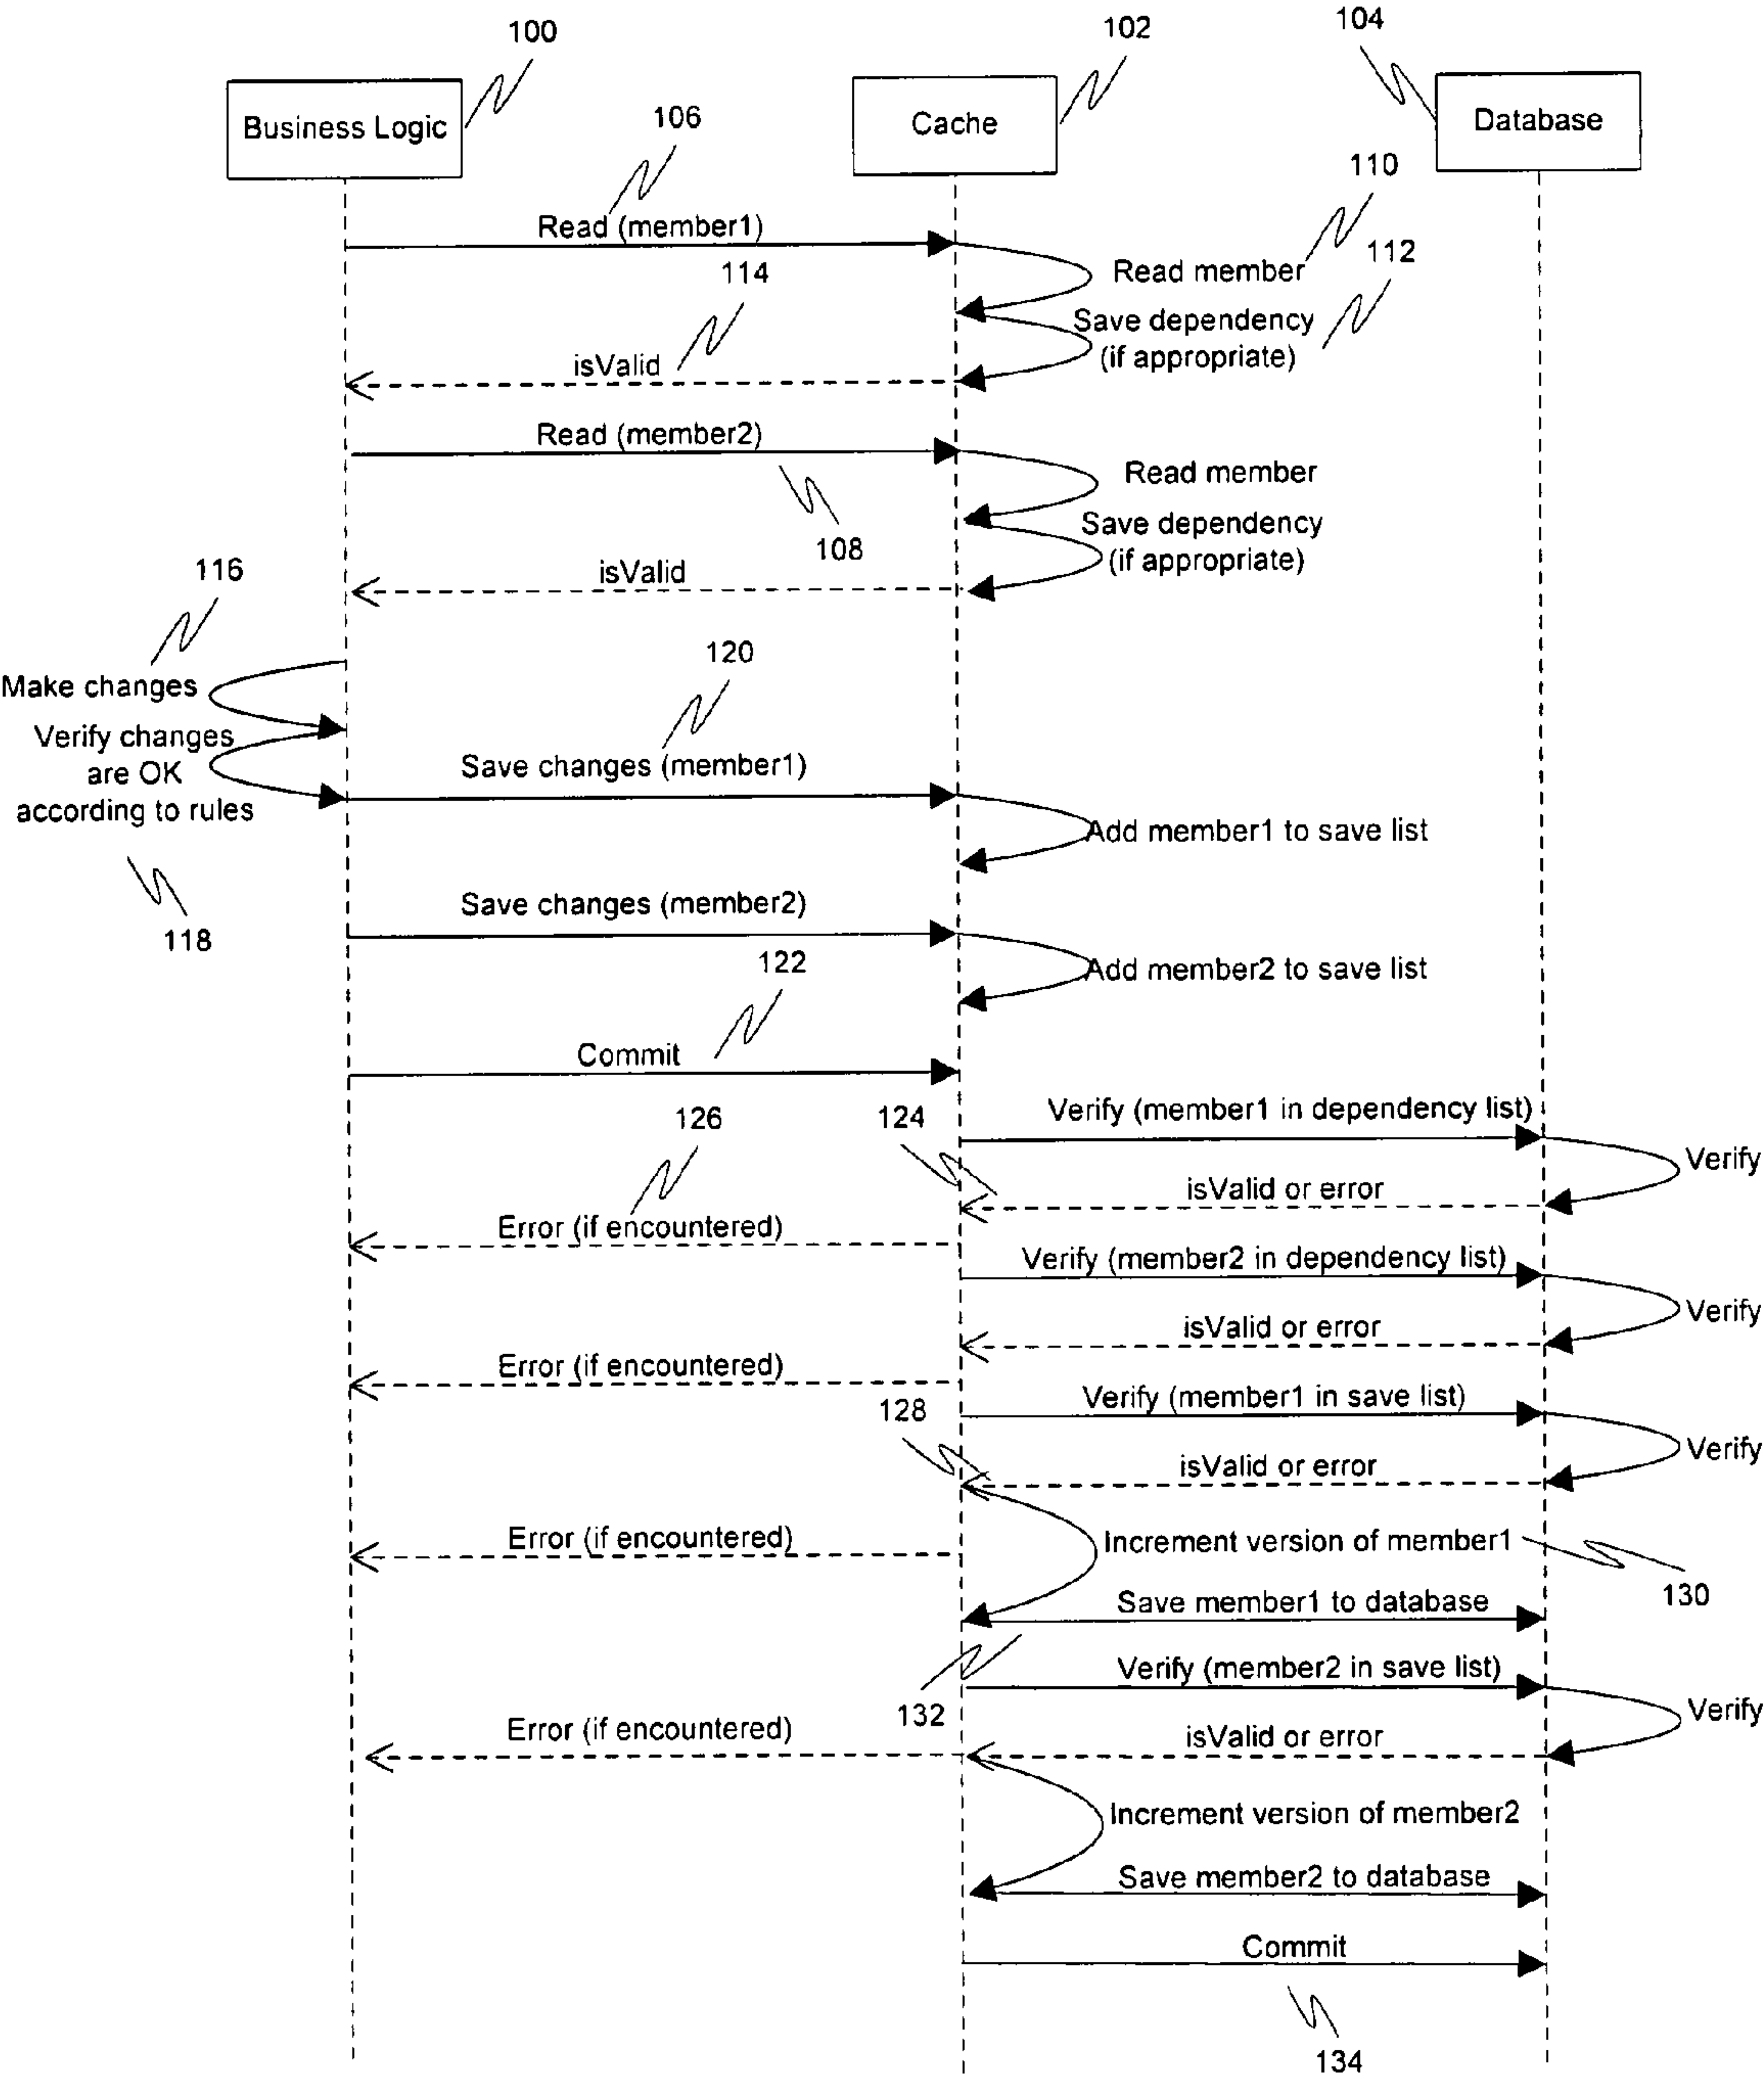 100
102
104
Business Logic
Cache
Database
106
Read (member1)
110
Read member
112
114
Save dependency
(if appropriate)
isValid
Read (member2)
Read member
108
Save dependency
(if appropriate)
isValid
116
Make changes
120
Verify changes
are OK
according to rules
Save changes (member1)
Add member1 to save list
118
Save changes (member2)
Add member2 to save list
122
Commit
Verify (member1 in dependency list)
124
126
Verify
isValid or error
Error (if encountered)
Verify (member2 in dependency list)
Verify
isValid or error
Error (if encountered)
Verify (member1 in save list)
128
Verify
isValid or error
Error (if encountered)
Increment version of member1
130
Save member1 to database
132
Verify (member2 in save list)
Verify
Error (if encountered)
isValid or error
Increment version of member2
Save member2 to database
Commit
134